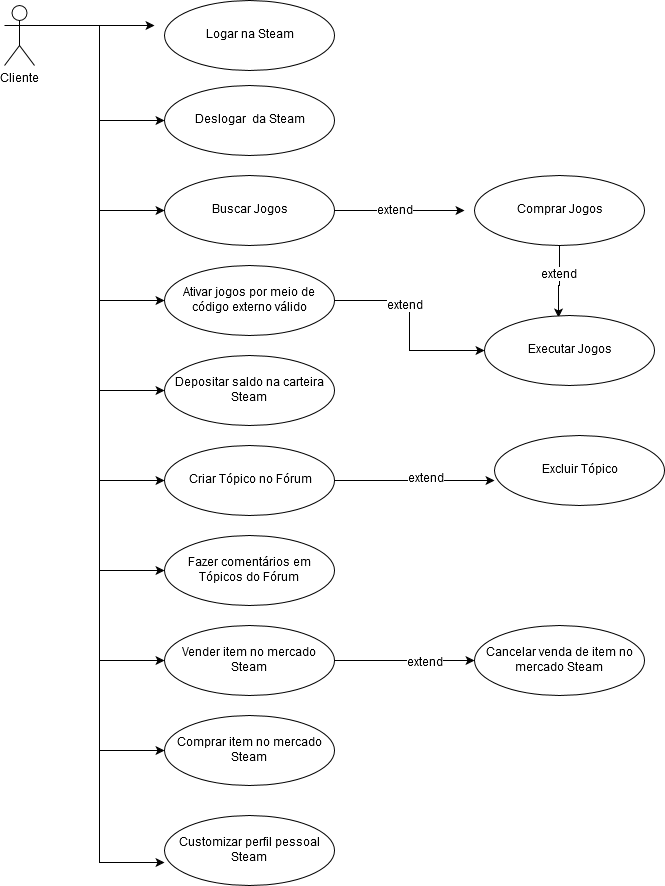 Logar na Steam
Cliente
Deslogar da Steam
Buscar Jogos
extend
Comprar Jogos
extend
Ativar jogos por meio de
código externo válido
extend
Executar Jogos
Depositar saldo na carteira
Steam
Criar Tópico no Fórum
extend
Excluir Tópico
Fazer comentários em
Tópicos do Fórum
Vender item no mercado
Steam
extend
Cancelar venda de item no
mercado Steam
Comprar item no mercado
Steam
Customizar perfil pessoal
Steam